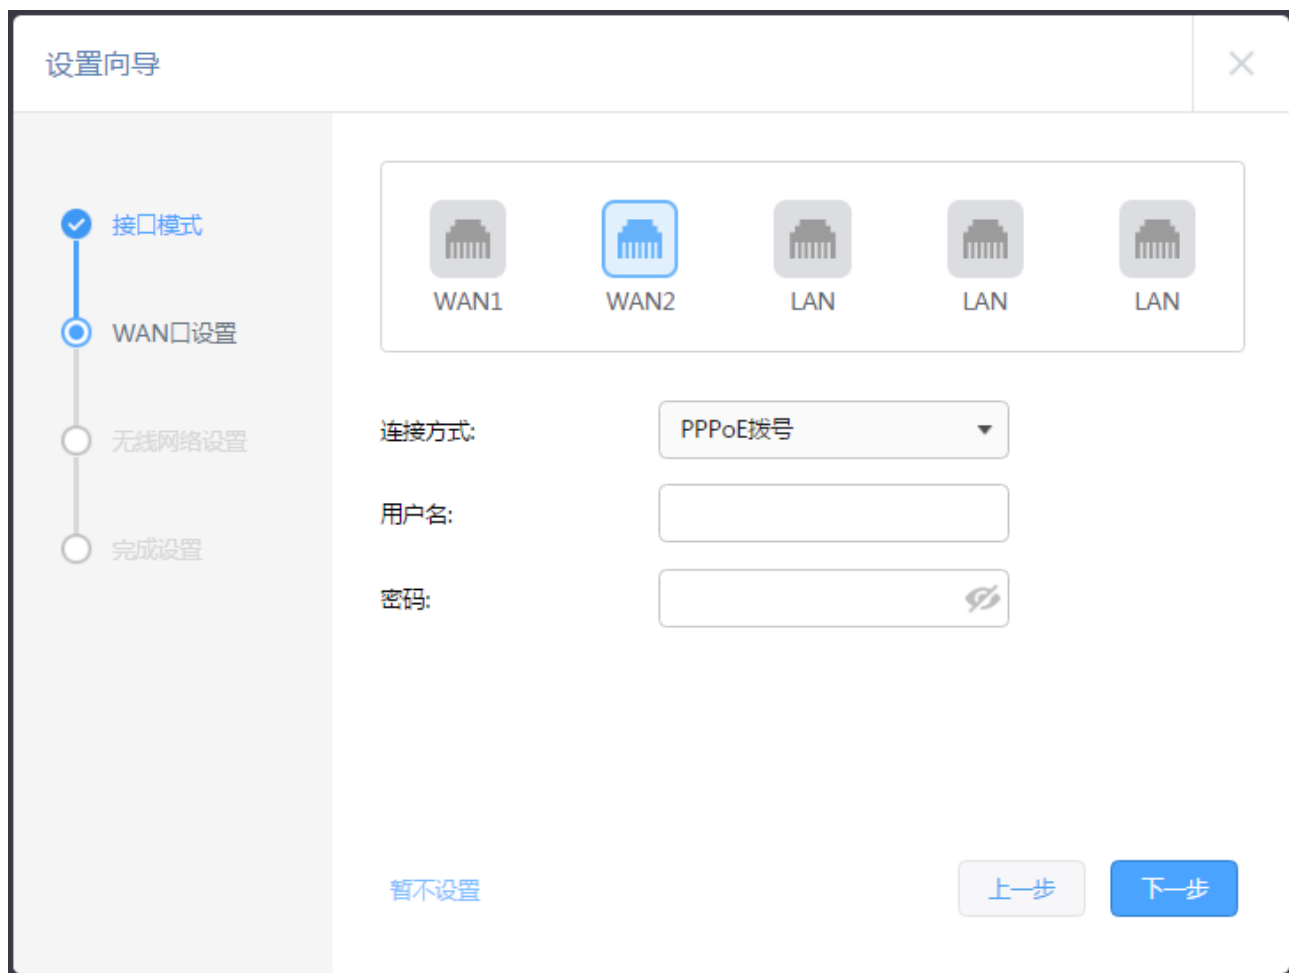 设置向导
接口模式
WAN口设置
无线网络设置
完成设置
WAN1 WAN2 LAN LAN LAN
连接方式: PPPoE拨号
用户名:
密码:
暂不设置 上一步 下一步